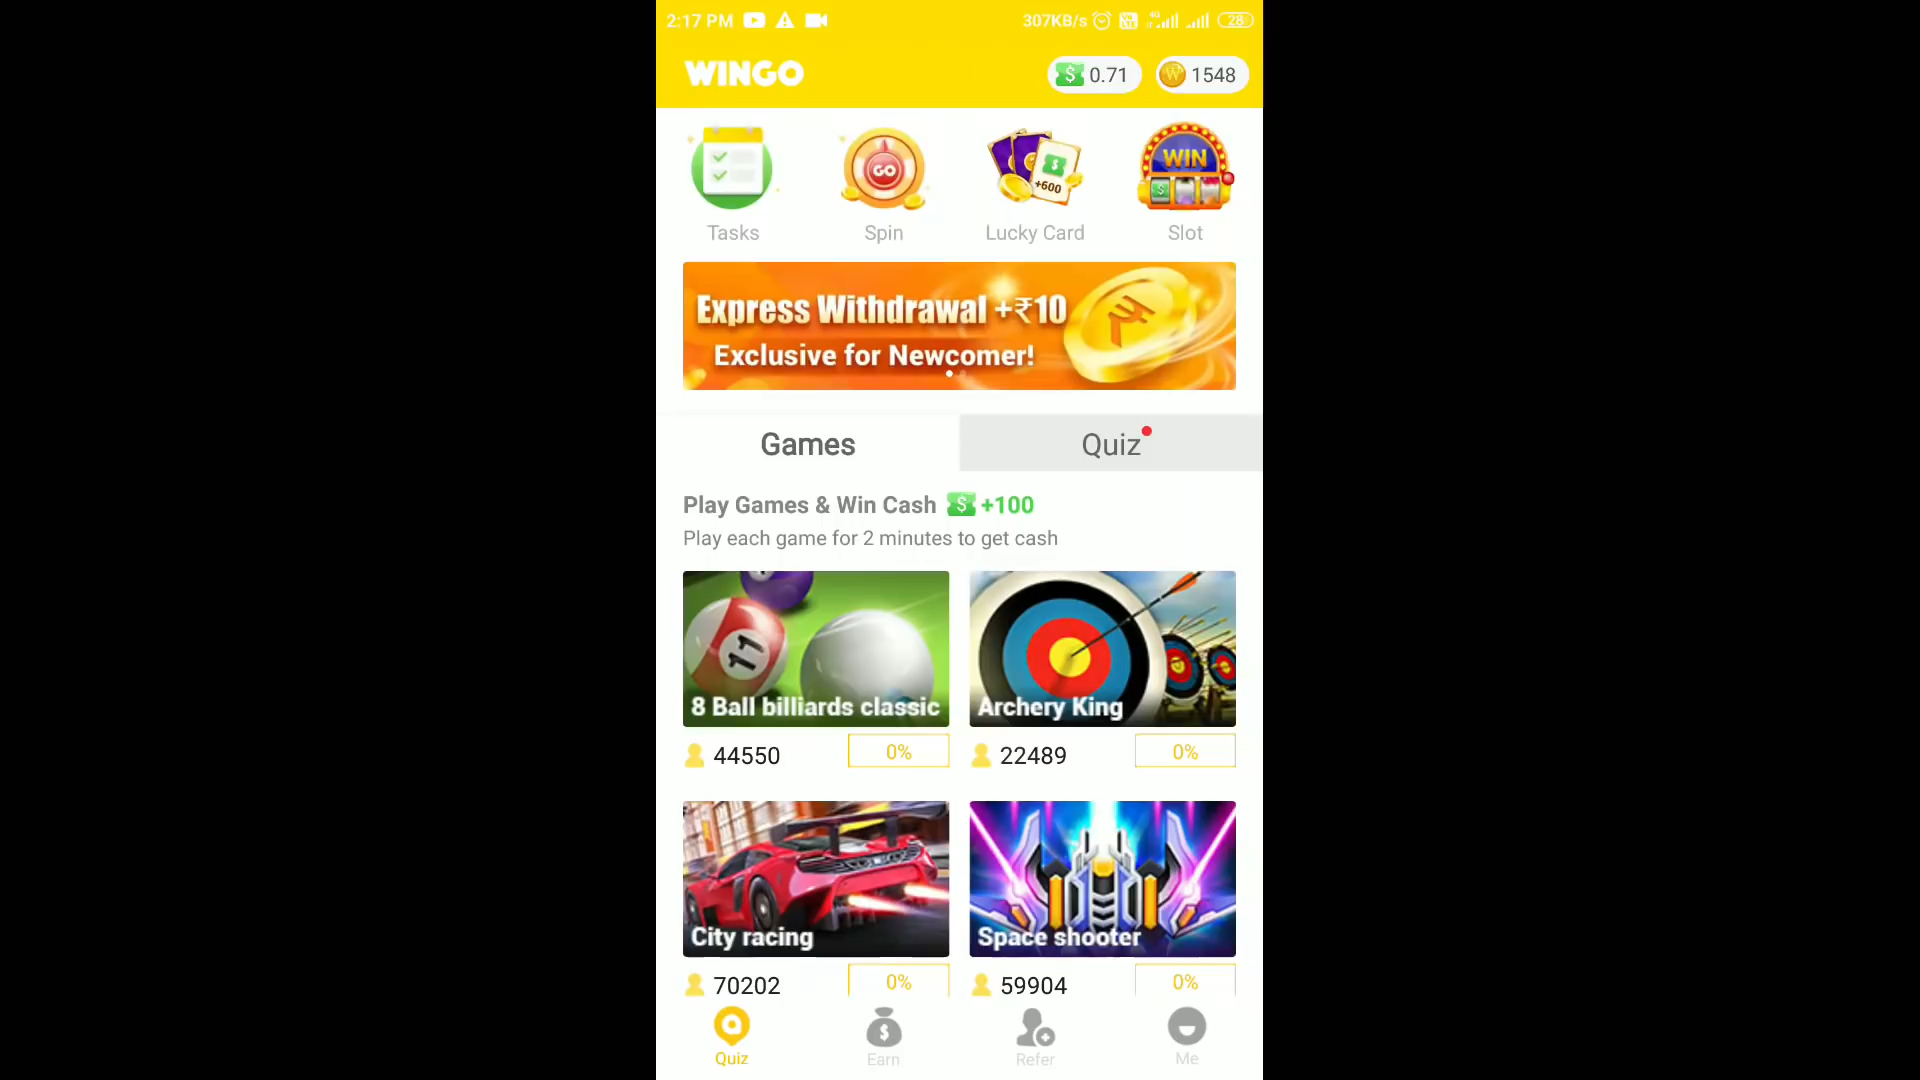 2:17 PM 307KB/s 4G 28
WINGO $ 0.71 W 1548
GO
$
+600
WIN
$
Tasks Spin Lucky Card Slot
Express Withdrawal +₹10
Exclusive for Newcomer!
Games Quiz
Play Games & Win Cash $ +100
Play each game for 2 minutes to get cash
11
8 Ball billiards classic Archery King
44550 0% 22489 0%
City racing Space shooter
70202 0% 59904 0%
$
Quiz Earn Refer Me